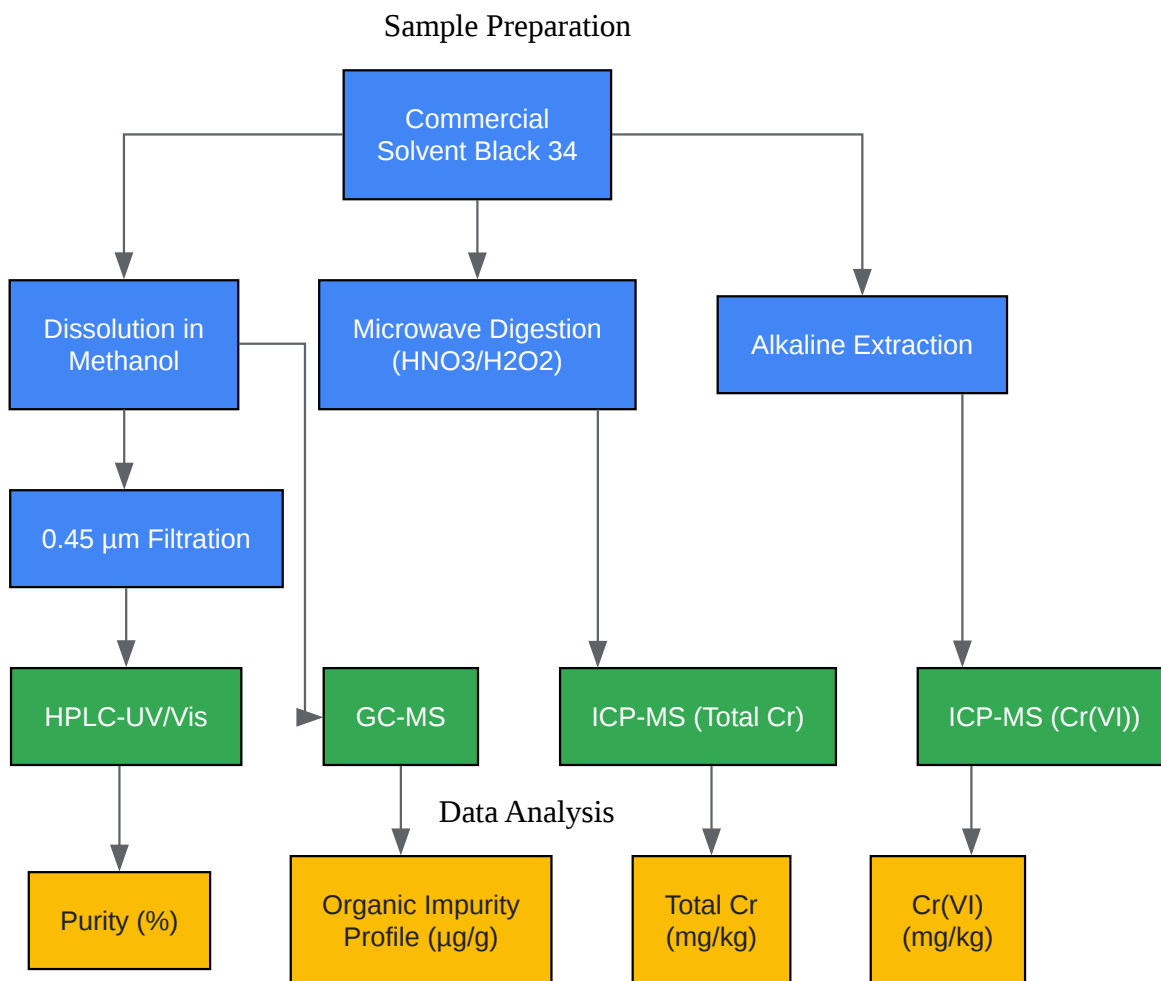 Sample Preparation
Commercial
Solvent Black 34
Dissolution in
Methanol
Microwave Digestion
(HNO3/H2O2)
Alkaline Extraction
0.45 µm Filtration
HPLC-UV/Vis
GC-MS
ICP-MS (Total Cr)
ICP-MS (Cr(VI))
Data Analysis
Purity (%)
Organic Impurity
Profile (µg/g)
Total Cr
(mg/kg)
Cr(VI)
(mg/kg)